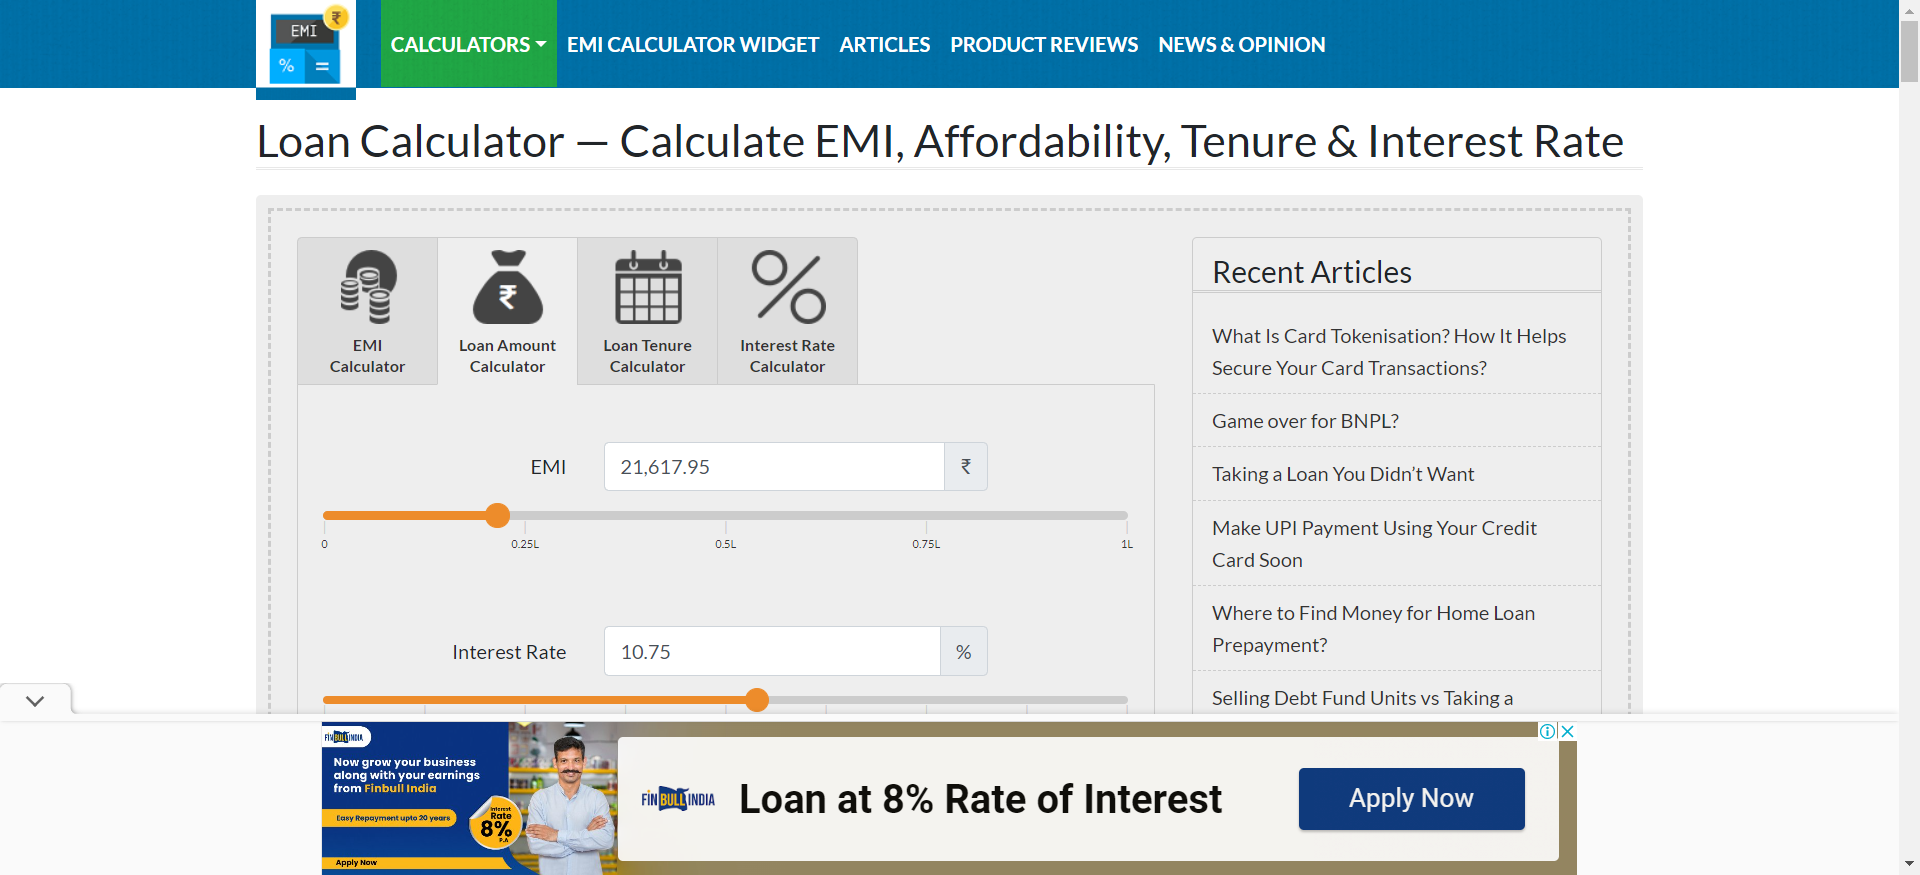 EMI
₹
%
=
CALCULATORS
EMI CALCULATOR WIDGET
ARTICLES
PRODUCT REVIEWS
NEWS & OPINION
Loan Calculator — Calculate EMI, Affordability, Tenure & Interest Rate
EMI
Calculator
₹
Loan Amount
Calculator
Loan Tenure
Calculator
Interest Rate
Calculator
EMI
21,617.95
₹
0
0.25L
0.5L
0.75L
1L
Interest Rate
10.75
%
Recent Articles
What Is Card Tokenisation? How It Helps
Secure Your Card Transactions?
Game over for BNPL?
Taking a Loan You Didn’t Want
Make UPI Payment Using Your Credit
Card Soon
Where to Find Money for Home Loan
Prepayment?
Selling Debt Fund Units vs Taking a
FINBULLINDIA
Now grow your business
along with your earnings
from Finbull India
Easy Repayment upto 20 years
Interest
Rate
8%
P.A
Apply Now
FINBULLINDIA
Loan at 8% Rate of Interest
Apply Now